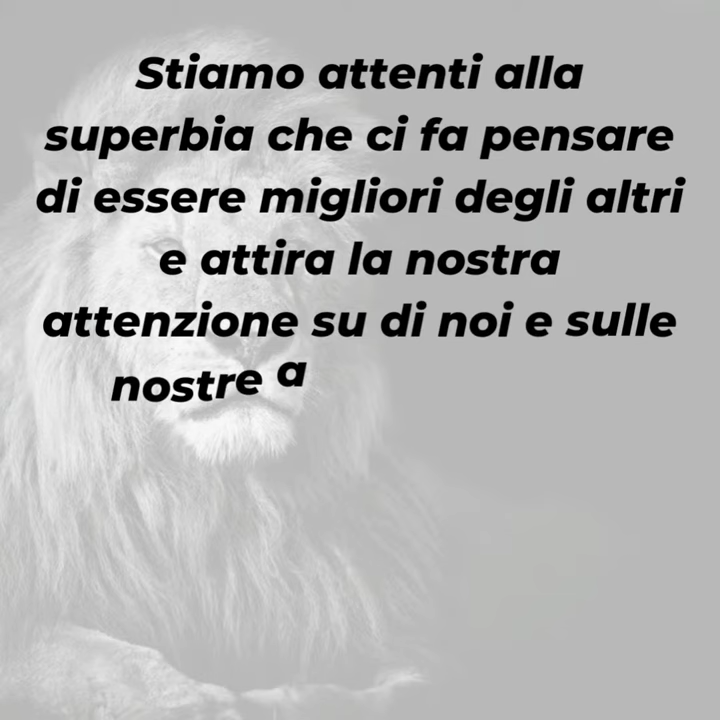 Stiamo attenti alla
superbia che ci fa pensare
di essere migliori degli altri
e attira la nostra
attenzione su di noi e sulle
nostre a